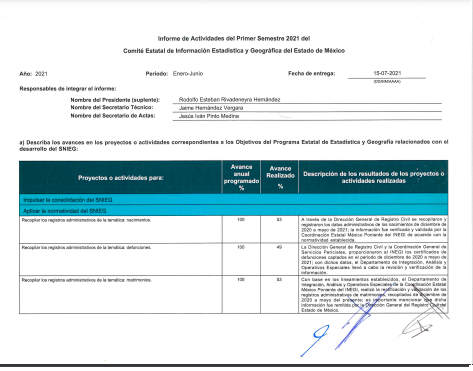 Informe de Actividades del Primer Semestre 2021 del
Comité Estatal de Información Estadística y Geográfica del Estado de México
Año: 2021 Periodo: Enero-Junio Fecha de entrega: 15-07-2021
(DD/MM/AAAA)
Responsables de integrar el informe:
Nombre del Presidente (suplente): Rodolfo Esteban Rivadeneyra Hernández
Nombre del Secretario Técnico: Jaime Hernández Vergara
Nombre del Secretario de Actas: Jesús Iván Pinto Medina
a) Describa los avances en los proyectos o actividades correspondientes a los Objetivos del Programa Estatal de Estadística y Geografía relacionados con el
desarrollo del SNIEG:
Proyectos o actividades para:
Avance
anual
programado
%
Avance
Realizado
%
Descripción de los resultados de los proyectos o
actividades realizadas
Impulsar la consolidación del SNIEG
Aplicar la normatividad del SNIEG
Recopilar los registros administrativos de la temática: nacimientos.
100
53
A través de la Dirección General de Registro Civil se recopilaron y
registraron los datos administrativos de los nacimientos de diciembre de
2020 a mayo de 2021; la información fue verificada y validada por la
Coordinación Estatal México Poniente del INEGI de acuerdo con la
normatividad establecida.
Recopilar los registros administrativos de la temática: defunciones.
100
49
La Dirección General de Registro Civil y la Coordinación General de
Servicios Periciales, proporcionaron al INEGI los certificados de
defunciones captados en el periodo de diciembre de 2020 a mayo de
2021; con dichos datos, el Departamento de Integración, Análisis y
Operativos Especiales llevó a cabo la revisión y verificación de la
información.
Recopilar los registros administrativos de la temática: matrimonios.
100
53
Con base en los lineamientos establecidos, el Departamento de
Integración, Análisis y Operativos Especiales de la Coordinación Estatal
México Poniente del INEGI, realizó la verificación y validación de los
registros administrativos de matrimonios, recopilados de diciembre de
2020 a mayo del presente; es importante mencionar que dicha
información fue remitida por la Dirección General del Registro Civil del
Estado de México.